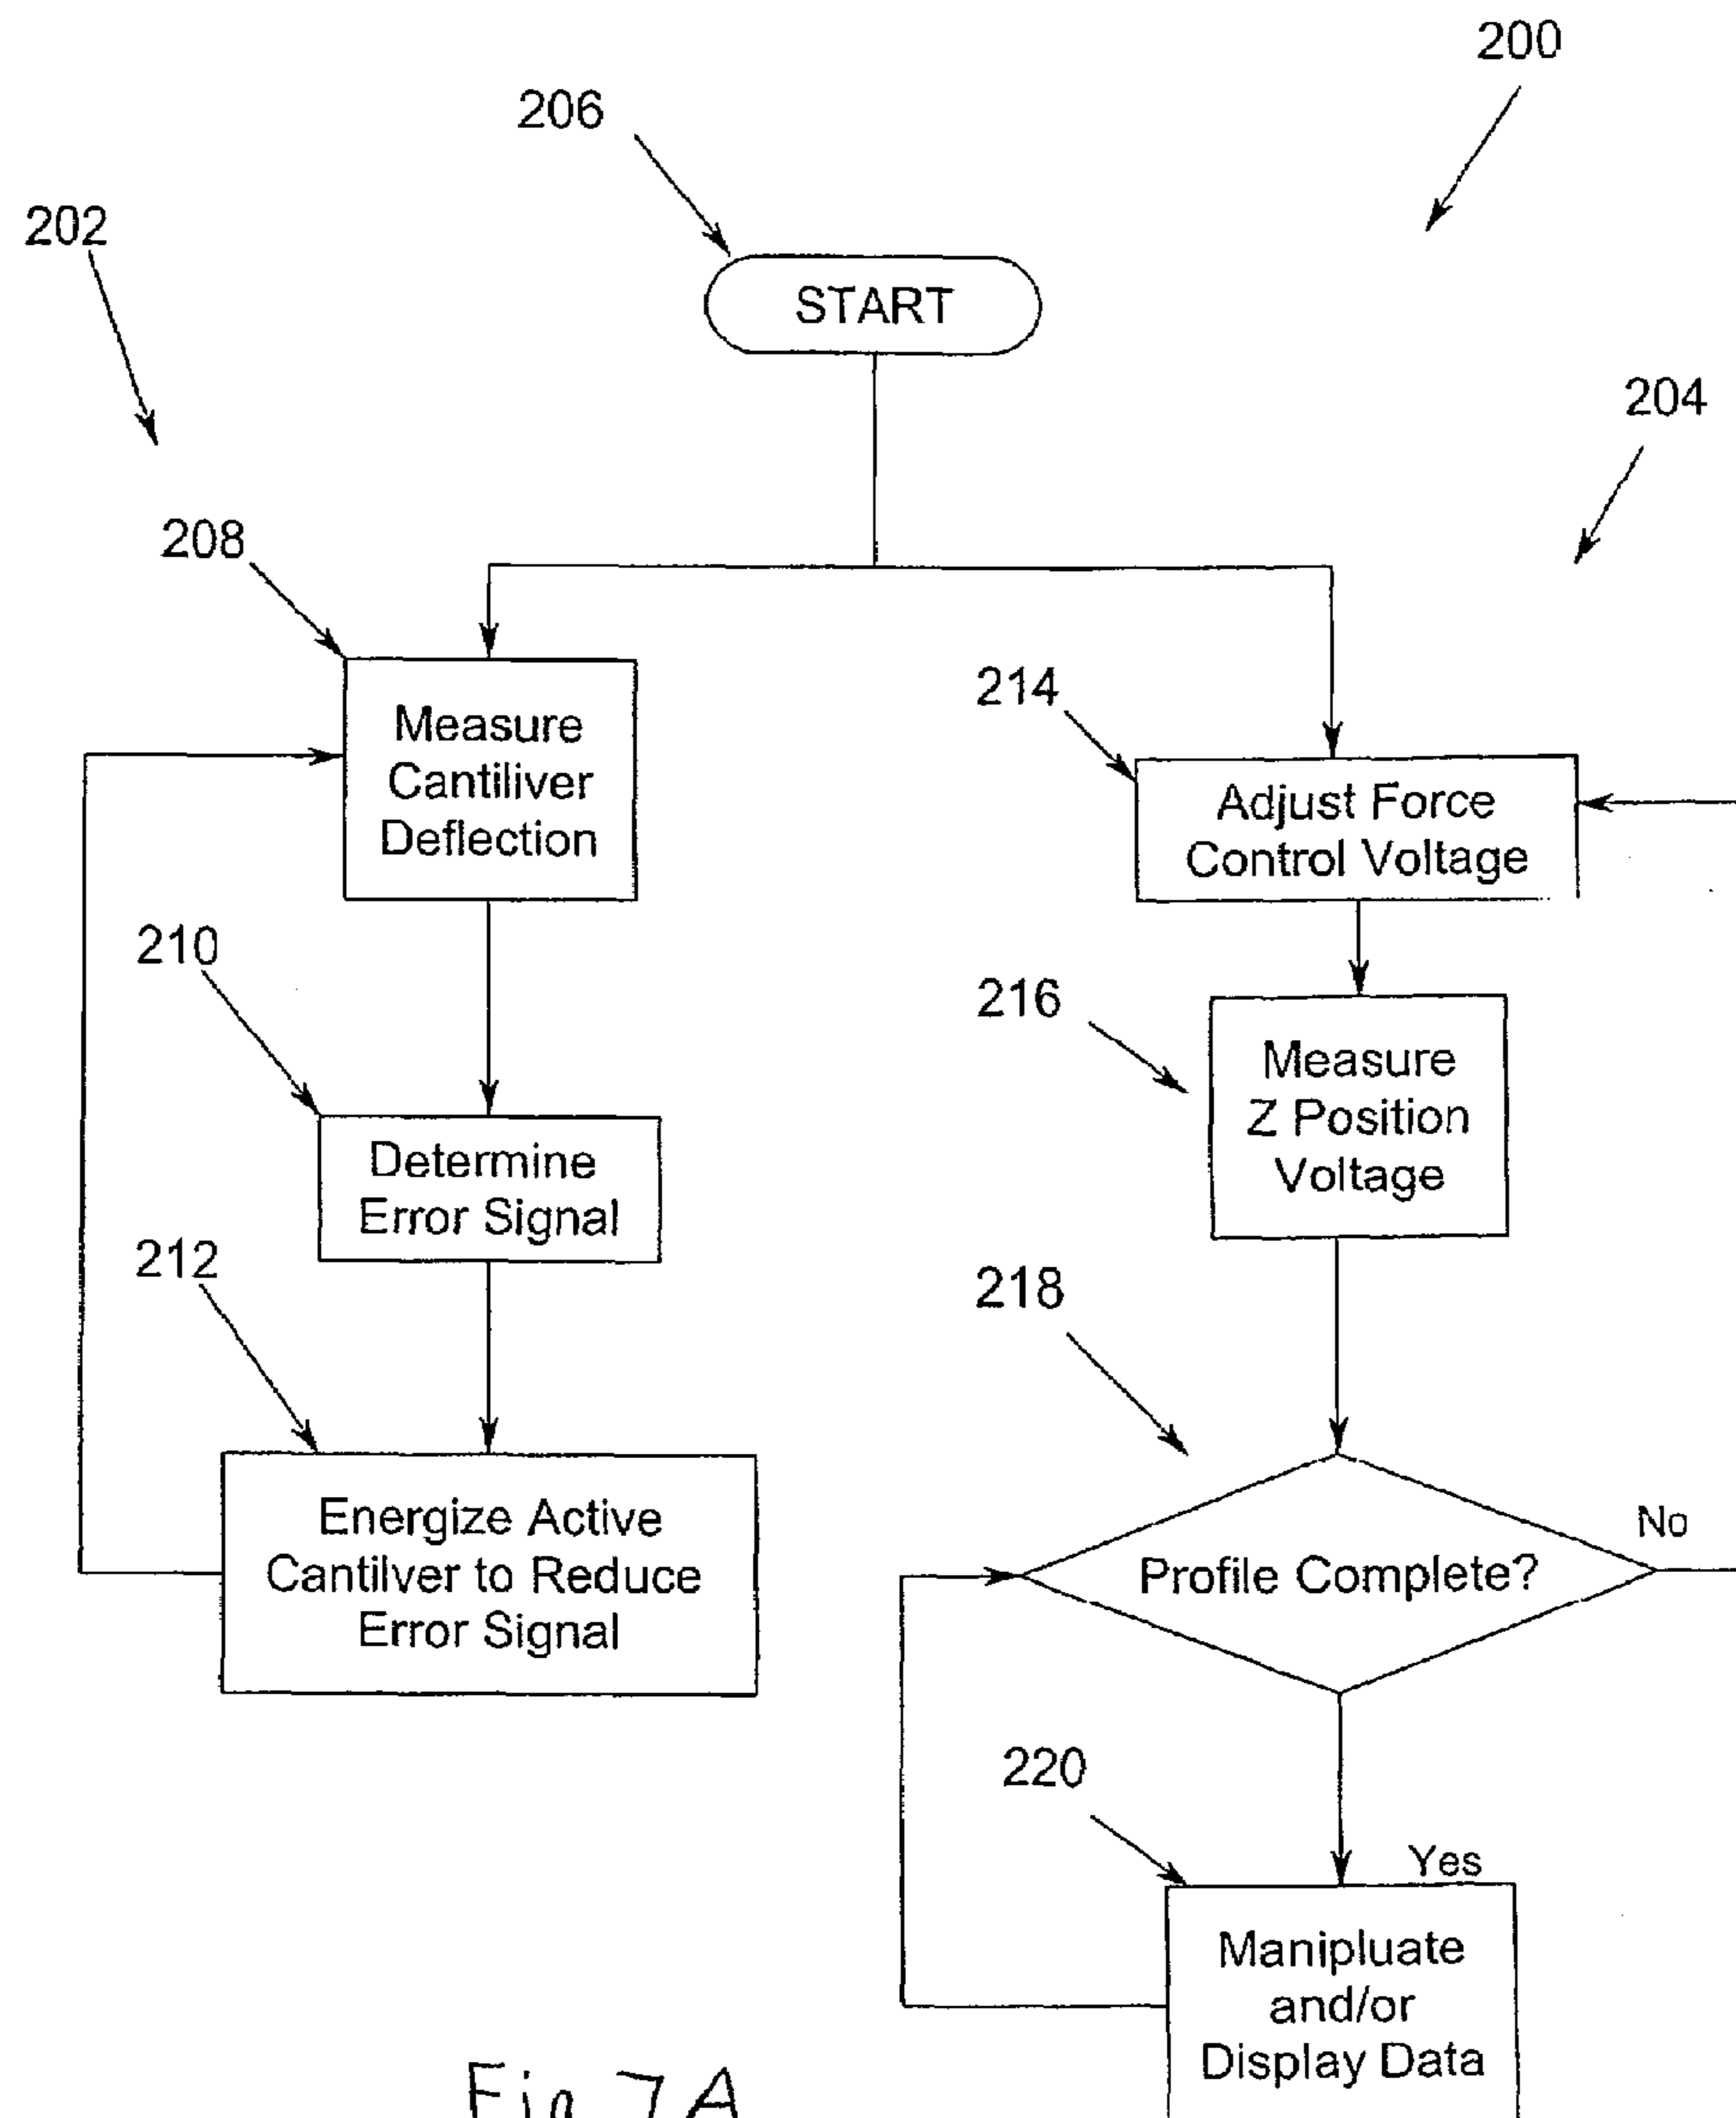 200
206
202
START
204
208
Measure
Cantiliver
Deflection
214
Adjust Force
Control Voltage
210
216
Measure
Z Position
Voltage
Determine
Error Signal
212
218
No
Energize Active
Cantilver to Reduce
Error Signal
Profile Complete?
220
Yes
Manipluate
and/or
Display Data
Fig 7A